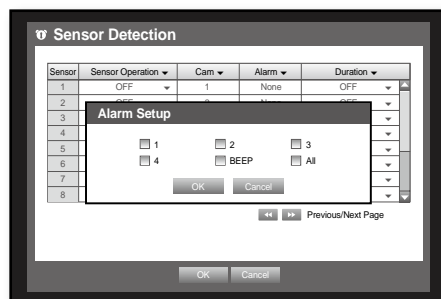 Sensor Detection
Sensor Sensor Operation Cam Alarm Duration
1 OFF 1 None OFF
2
Alarm Setup
3
4
5
6
7
8
1 2 3
4 BEEP All
OK Cancel
Previous/Next Page
OK Cancel